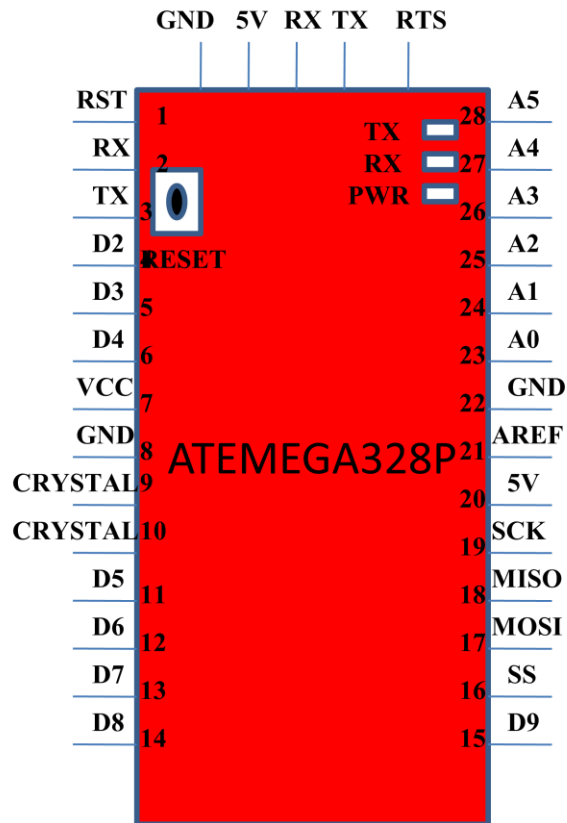 GND 5V RX TX RTS
RST 1 28 A5
TX
RX 2 27 A4
RX
TX 3 PWR 26 A3
D2 4 RESET 25 A2
D3 5 24 A1
D4 6 23 A0
VCC 7 22 GND
GND 8 ATEMEGA328P 21 AREF
CRYSTAL 9 20 5V
CRYSTAL 10 19 SCK
D5 11 18 MISO
D6 12 17 MOSI
D7 13 16 SS
D8 14 15 D9